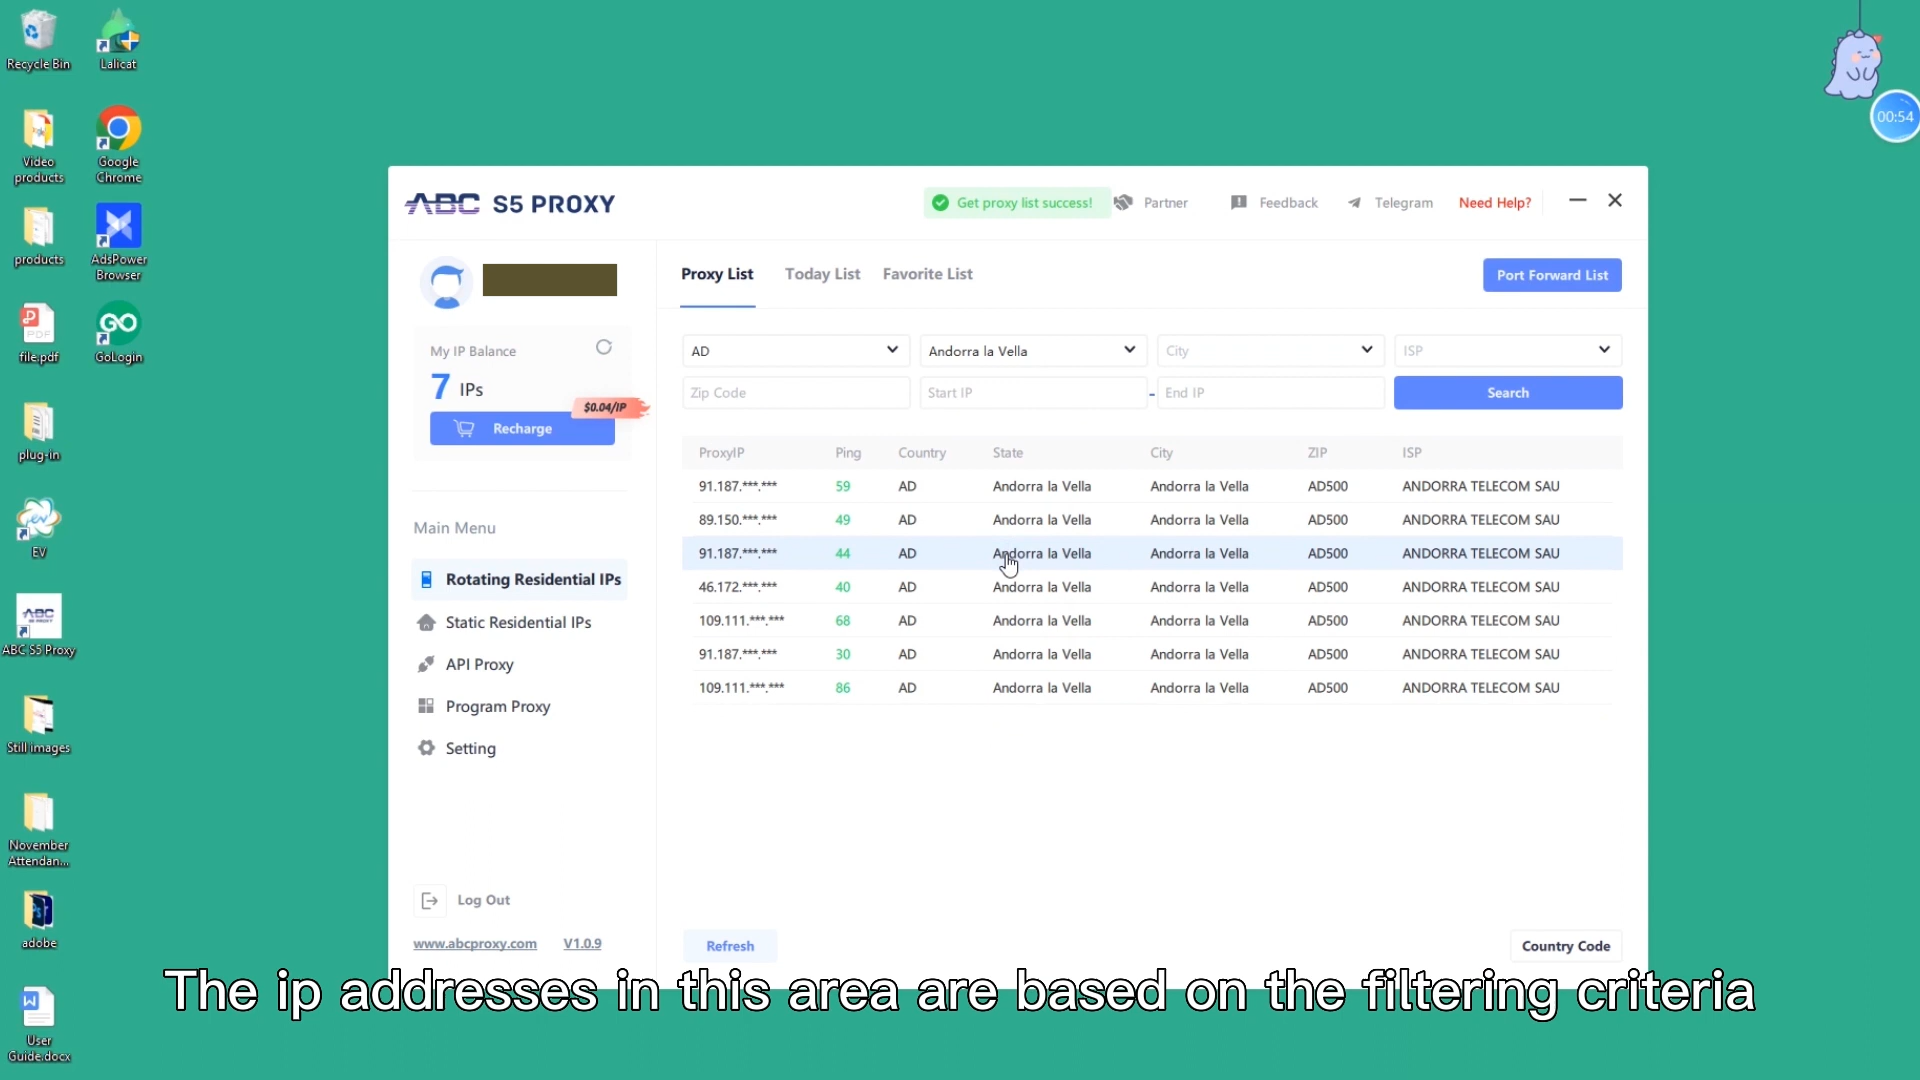 Recycle Bin
Lalicat
Video
products
Google
Chrome
products
AdsPower
Browser
file.pdf
GoLogin
plug-in
EV
ABC S5 Proxy
Still images
November
Attendan...
adobe
User
Guide.docx
00:54
ABC S5 PROXY
Get proxy list success!
Partner
Feedback
Telegram
Need Help?
My IP Balance
7 IPs
$0.04/IP
Recharge
Main Menu
Rotating Residential IPs
Static Residential IPs
API Proxy
Program Proxy
Setting
Log Out
www.abcproxy.com V1.0.9
Proxy List Today List Favorite List
Port Forward List
AD Andorra la Vella City ISP
Zip Code Start IP - End IP Search
ProxyIP Ping Country State City ZIP ISP
91.187.***.*** 59 AD Andorra la Vella Andorra la Vella AD500 ANDORRA TELECOM SAU
89.150.***.*** 49 AD Andorra la Vella Andorra la Vella AD500 ANDORRA TELECOM SAU
91.187.***.*** 44 AD Andorra la Vella Andorra la Vella AD500 ANDORRA TELECOM SAU
46.172.***.*** 40 AD Andorra la Vella Andorra la Vella AD500 ANDORRA TELECOM SAU
109.111.***.*** 68 AD Andorra la Vella Andorra la Vella AD500 ANDORRA TELECOM SAU
91.187.***.*** 30 AD Andorra la Vella Andorra la Vella AD500 ANDORRA TELECOM SAU
109.111.***.*** 86 AD Andorra la Vella Andorra la Vella AD500 ANDORRA TELECOM SAU
Refresh
Country Code
The ip addresses in this area are based on the filtering criteria